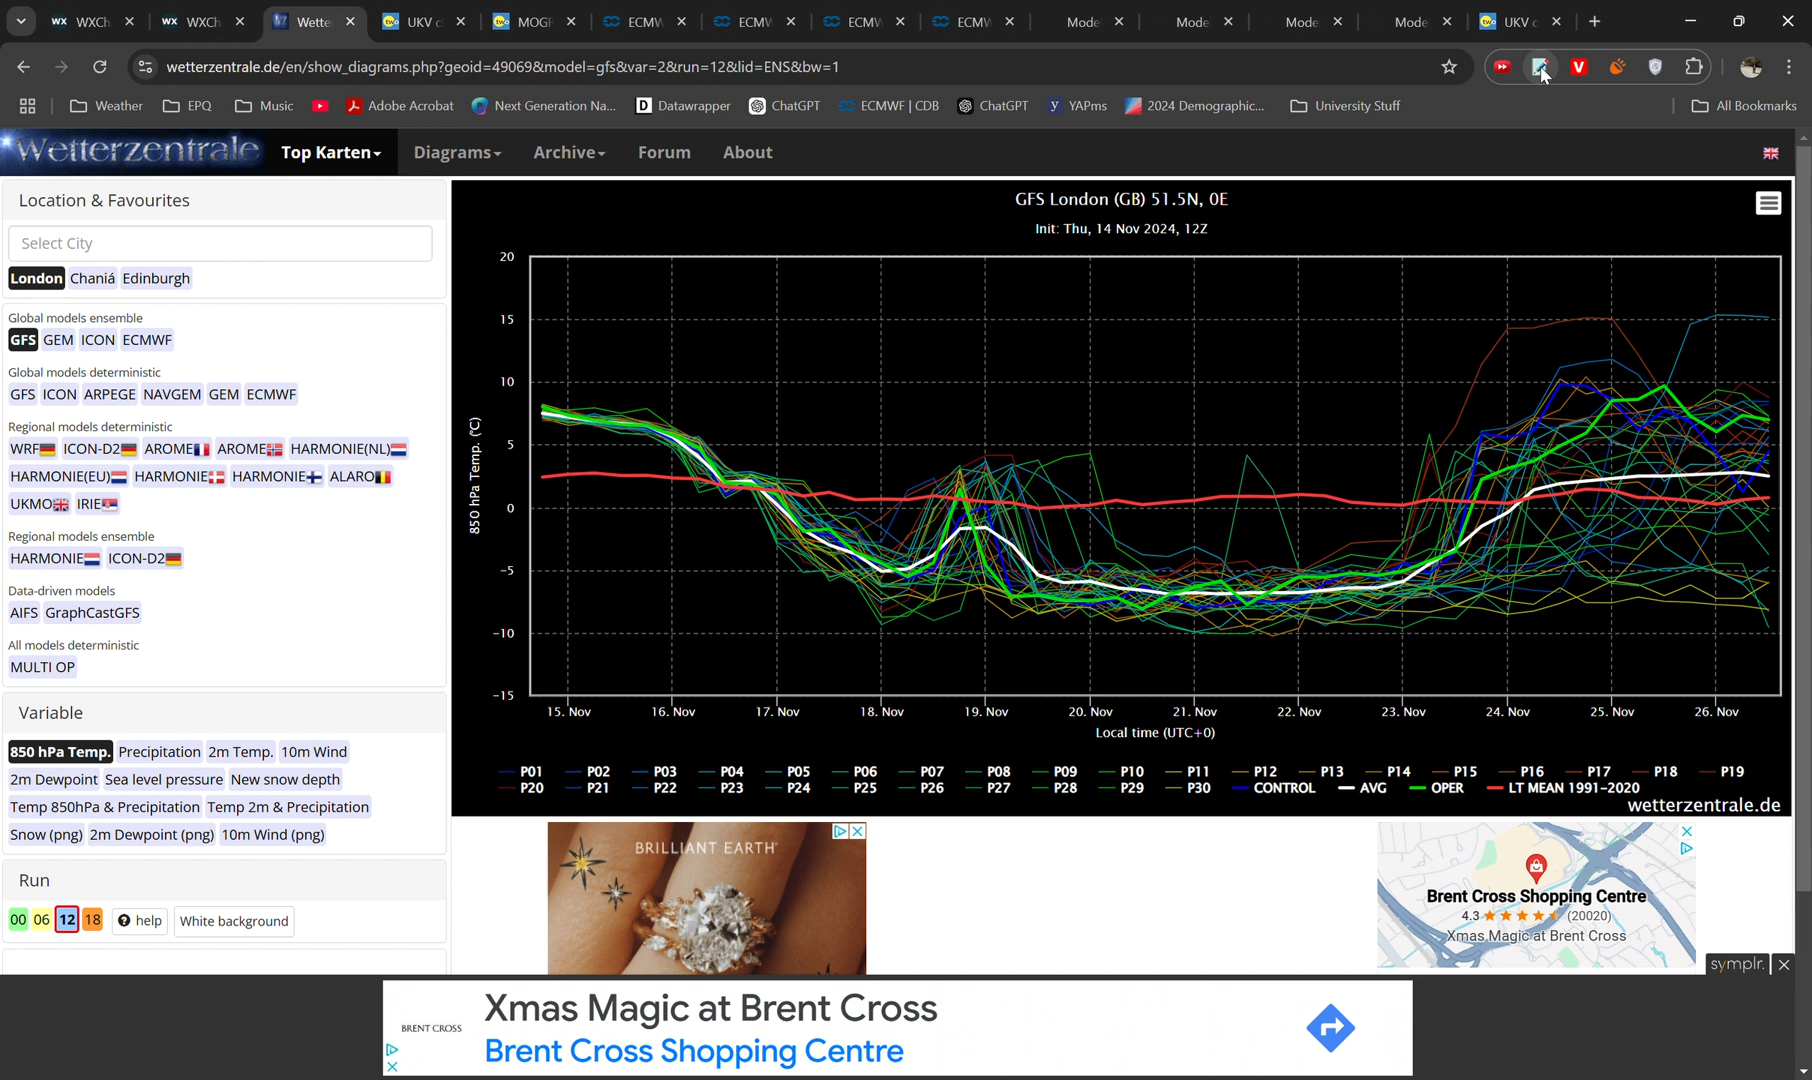 WXCh
WXCh
Wette
UKV c
MOGR
ECMW
ECMW
ECMW
ECMW
Mode
Mode
Mode
Mode
UKV c
wetterzentrale.de/en/show_diagrams.php?geoid=49069&model=gfs&var=2&run=12&lid=ENS&bw=1
Weather
EPQ
Music
Adobe Acrobat
Next Generation Na...
Datawrapper
ChatGPT
ECMWF | CDB
ChatGPT
YAPms
2024 Demographic...
University Stuff
All Bookmarks
Wetterzentrale
Top Karten
Diagrams
Archive
Forum
About
Location & Favourites
Select City
London Chaniá Edinburgh
Global models ensemble
GFS GEM ICON ECMWF
Global models deterministic
GFS ICON ARPEGE NAVGEM GEM ECMWF
Regional models deterministic
WRF ICON-D2 AROME AROME HARMONIE(NL)
HARMONIE(EU) HARMONIE HARMONIE ALARO
UKMO IRIE
Regional models ensemble
HARMONIE ICON-D2
Data-driven models
AIFS GraphCastGFS
All models deterministic
MULTI OP
Variable
850 hPa Temp. Precipitation 2m Temp. 10m Wind
2m Dewpoint Sea level pressure New snow depth
Temp 850hPa & Precipitation Temp 2m & Precipitation
Snow (png) 2m Dewpoint (png) 10m Wind (png)
Run
00 06 12 18 help White background
GFS London (GB) 51.5N, 0E
Init: Thu, 14 Nov 2024, 12Z
20
15
10
5
0
-5
-10
-15
850 hPa Temp. (°C)
15. Nov 16. Nov 17. Nov 18. Nov 19. Nov 20. Nov 21. Nov 22. Nov 23. Nov 24. Nov 25. Nov 26. Nov
Local time (UTC+0)
P01 P02 P03 P04 P05 P06 P07 P08 P09 P10 P11 P12 P13 P14 P15 P16 P17 P18 P19
P20 P21 P22 P23 P24 P25 P26 P27 P28 P29 P30 CONTROL AVG OPER LT MEAN 1991-2020
wetterzentrale.de
BRILLIANT EARTH
Brent Cross Shopping Centre
4.3 (20020)
Xmas Magic at Brent Cross
symplr.
BRENT CROSS
Xmas Magic at Brent Cross
Brent Cross Shopping Centre